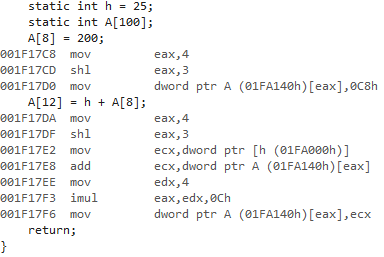 static int h = 25;
static int A[100];
A[8] = 200;
001F17C8 mov eax,4
001F17CD shl eax,3
001F17D0 mov dword ptr A (01FA140h)[eax],0C8h
A[12] = h + A[8];
001F17DA mov eax,4
001F17DF shl eax,3
001F17E2 mov ecx,dword ptr [h (01FA000h)]
001F17E8 add ecx,dword ptr A (01FA140h)[eax]
001F17EE mov edx,4
001F17F3 imul eax,edx,0Ch
001F17F6 mov dword ptr A (01FA140h)[eax],ecx
return;
}